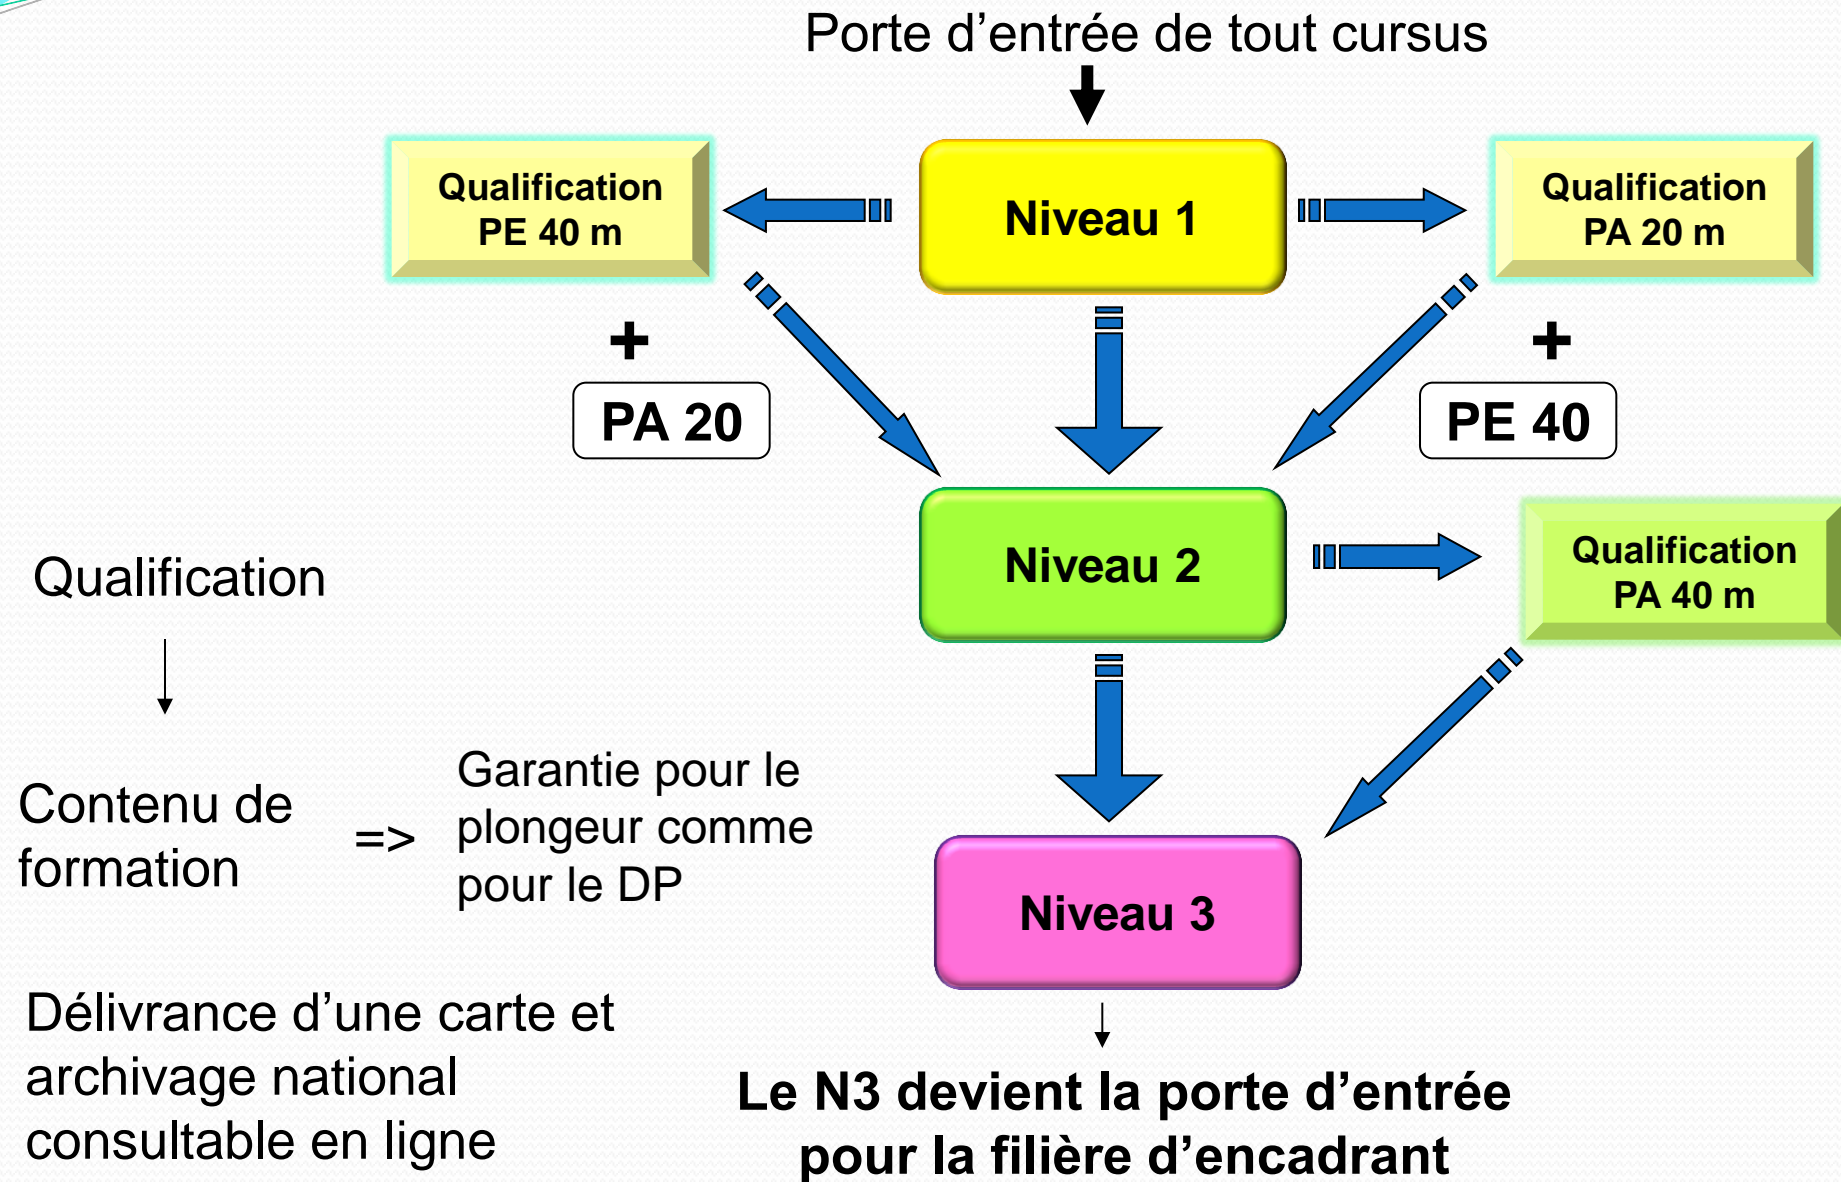 Porte d’entrée de tout cursus
Qualification
PE 40 m
Niveau 1
Qualification
PA 20 m
+
PA 20
+
PE 40
Niveau 2
Qualification
PA 40 m
Qualification
Contenu de
formation
=>
Garantie pour le
plongeur comme
pour le DP
Niveau 3
Délivrance d’une carte et
archivage national
consultable en ligne
Le N3 devient la porte d’entrée
pour la filière d’encadrant